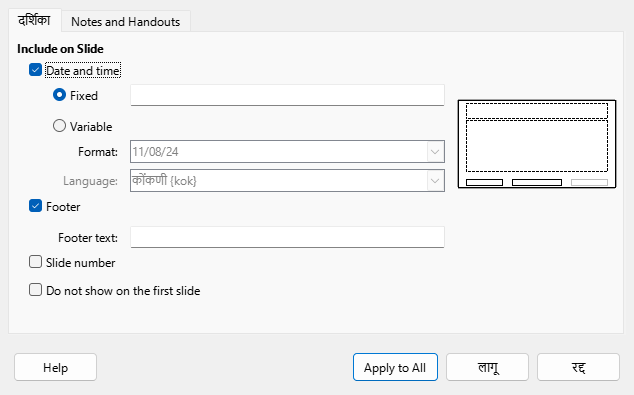 दर्शिका Notes and Handouts
Include on Slide
Date and time
Fixed
Variable
Format: 11/08/24
Language: कोंकणी {kok}
Footer
Footer text:
Slide number
Do not show on the first slide
Help Apply to All लागू रद्द